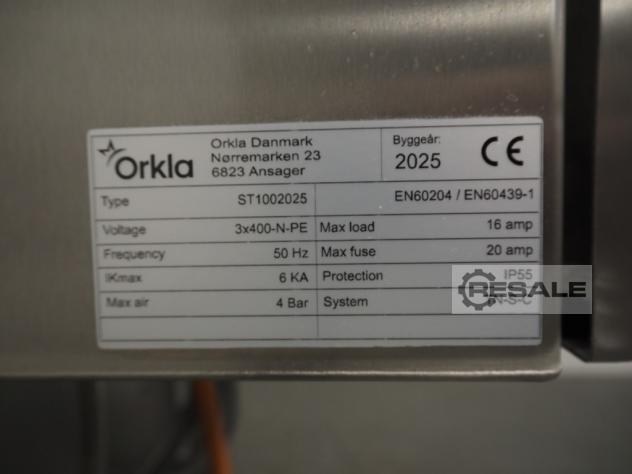 Orkla
Orkla Danmark
Nørremarken 23
6823 Ansager
Byggeår:
2025
CE
Type ST1002025 EN60204 / EN60439-1
Voltage 3x400-N-PE Max load 16 amp
Frequency 50 Hz Max fuse 20 amp
IKmax 6 KA Protection IP55
Max air 4 Bar System
RESALE